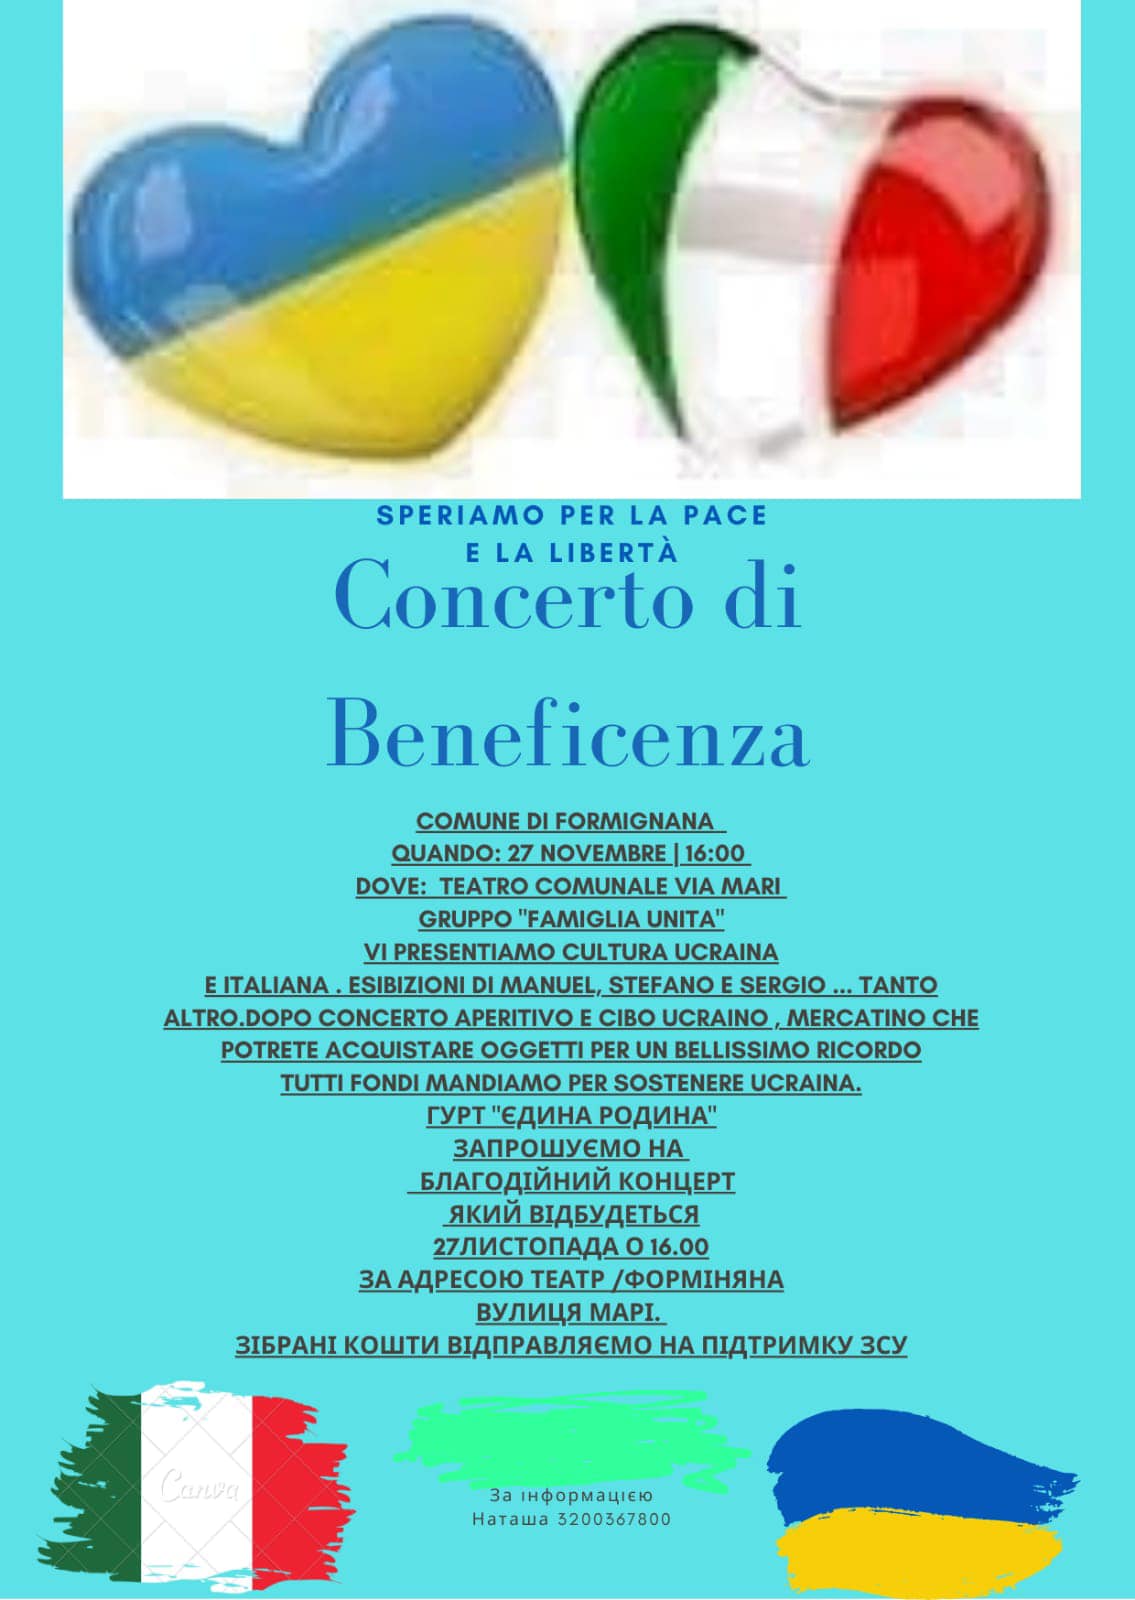 SPERIAMO PER LA PACE
E LA LIBERTÀ
Concerto di
Beneficenza
COMUNE DI FORMIGNANA
QUANDO: 27 NOVEMBRE | 16:00
DOVE: TEATRO COMUNALE VIA MARI
GRUPPO "FAMIGLIA UNITA"
VI PRESENTIAMO CULTURA UCRAINA
E ITALIANA . ESIBIZIONI DI MANUEL, STEFANO E SERGIO ... TANTO
ALTRO.DOPO CONCERTO APERITIVO E CIBO UCRAINO , MERCATINO CHE
POTRETE ACQUISTARE OGGETTI PER UN BELLISSIMO RICORDO
TUTTI FONDI MANDIAMO PER SOSTENERE UCRAINA.
ГУРТ "ЄДИНА РОДИНА"
ЗАПРОШУЄМО НА
БЛАГОДІЙНИЙ КОНЦЕРТ
ЯКИЙ ВІДБУДЕТЬСЯ
27ЛИСТОПАДА О 16.00
ЗА АДРЕСОЮ ТЕАТР /ФОРМІНЯНА
ВУЛИЦЯ МАРІ.
ЗІБРАНІ КОШТИ ВІДПРАВЛЯЄМО НА ПІДТРИМКУ ЗСУ
Canva
За інформацією
Наташа 3200367800